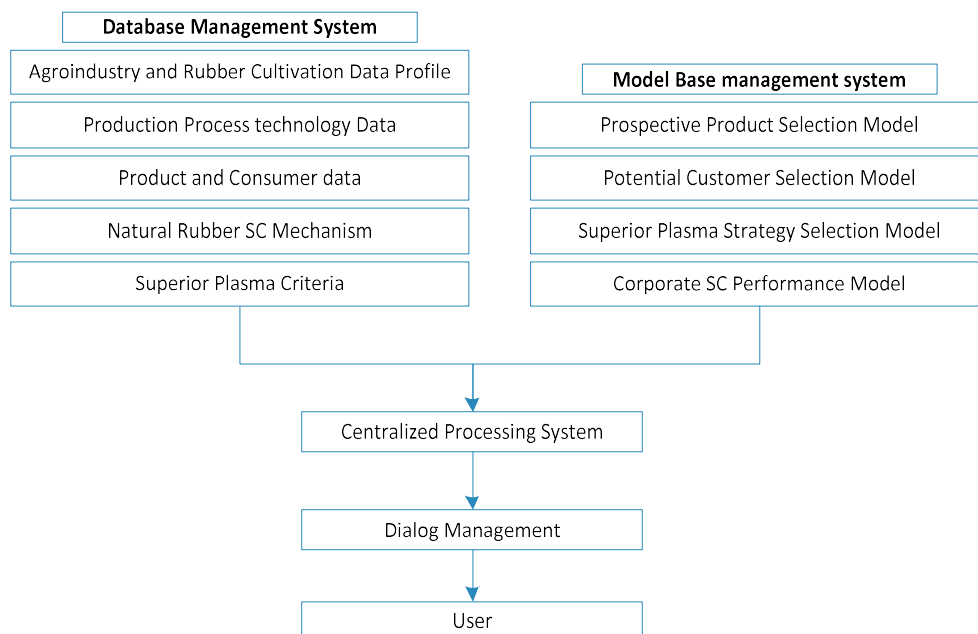 Database Management System
Agroindustry and Rubber Cultivation Data Profile
Production Process technology Data
Product and Consumer data
Natural Rubber SC Mechanism
Superior Plasma Criteria
Model Base management system
Prospective Product Selection Model
Potential Customer Selection Model
Superior Plasma Strategy Selection Model
Corporate SC Performance Model
Centralized Processing System
Dialog Management
User